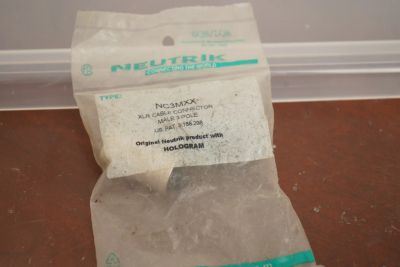 NEUTRIK
CONNECTING THE WORLD
TYPE:
NC3MXX-
XLR CABLE CONNECTOR
MALE 3 POLE
Original Neutrik product with
HOLOGRAM